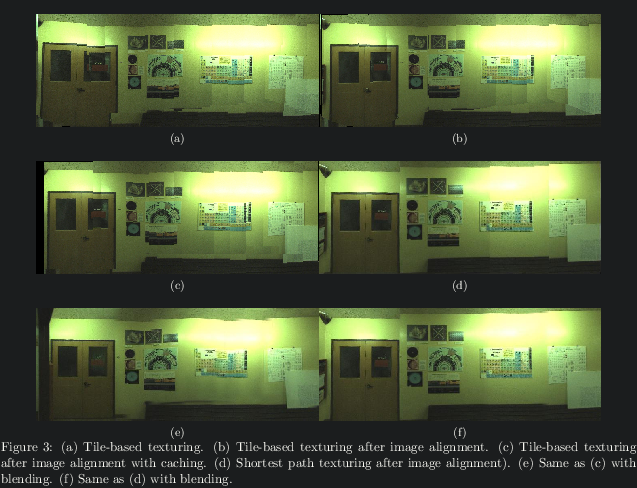 (a)
(b)
(c)
(d)
(e)
(f)
Figure 3: (a) Tile-based texturing. (b) Tile-based texturing after image alignment. (c) Tile-based texturing
after image alignment with caching. (d) Shortest path texturing after image alignment). (e) Same as (c) with
blending. (f) Same as (d) with blending.